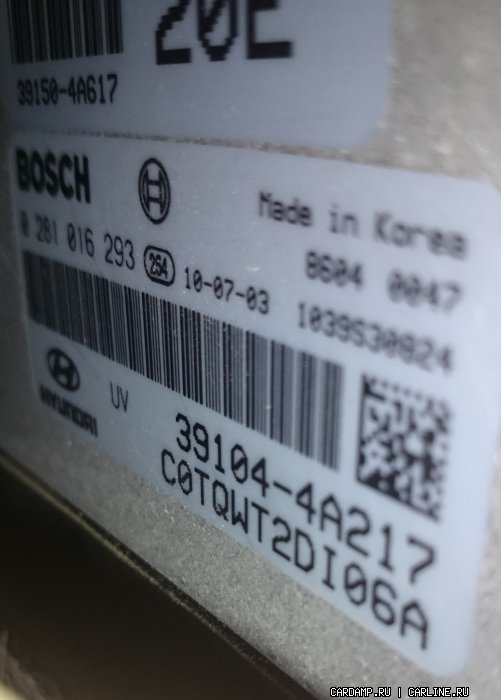 20E
39150-4A617
BOSCH
Made in Korea
0 281 016 293 254 10-07-03
8604 0047
1039S30824
HYUNDAI
UV
39104-4A217
C0TQWT2DI06A
CARDAMP.RU | CARLINE.RU